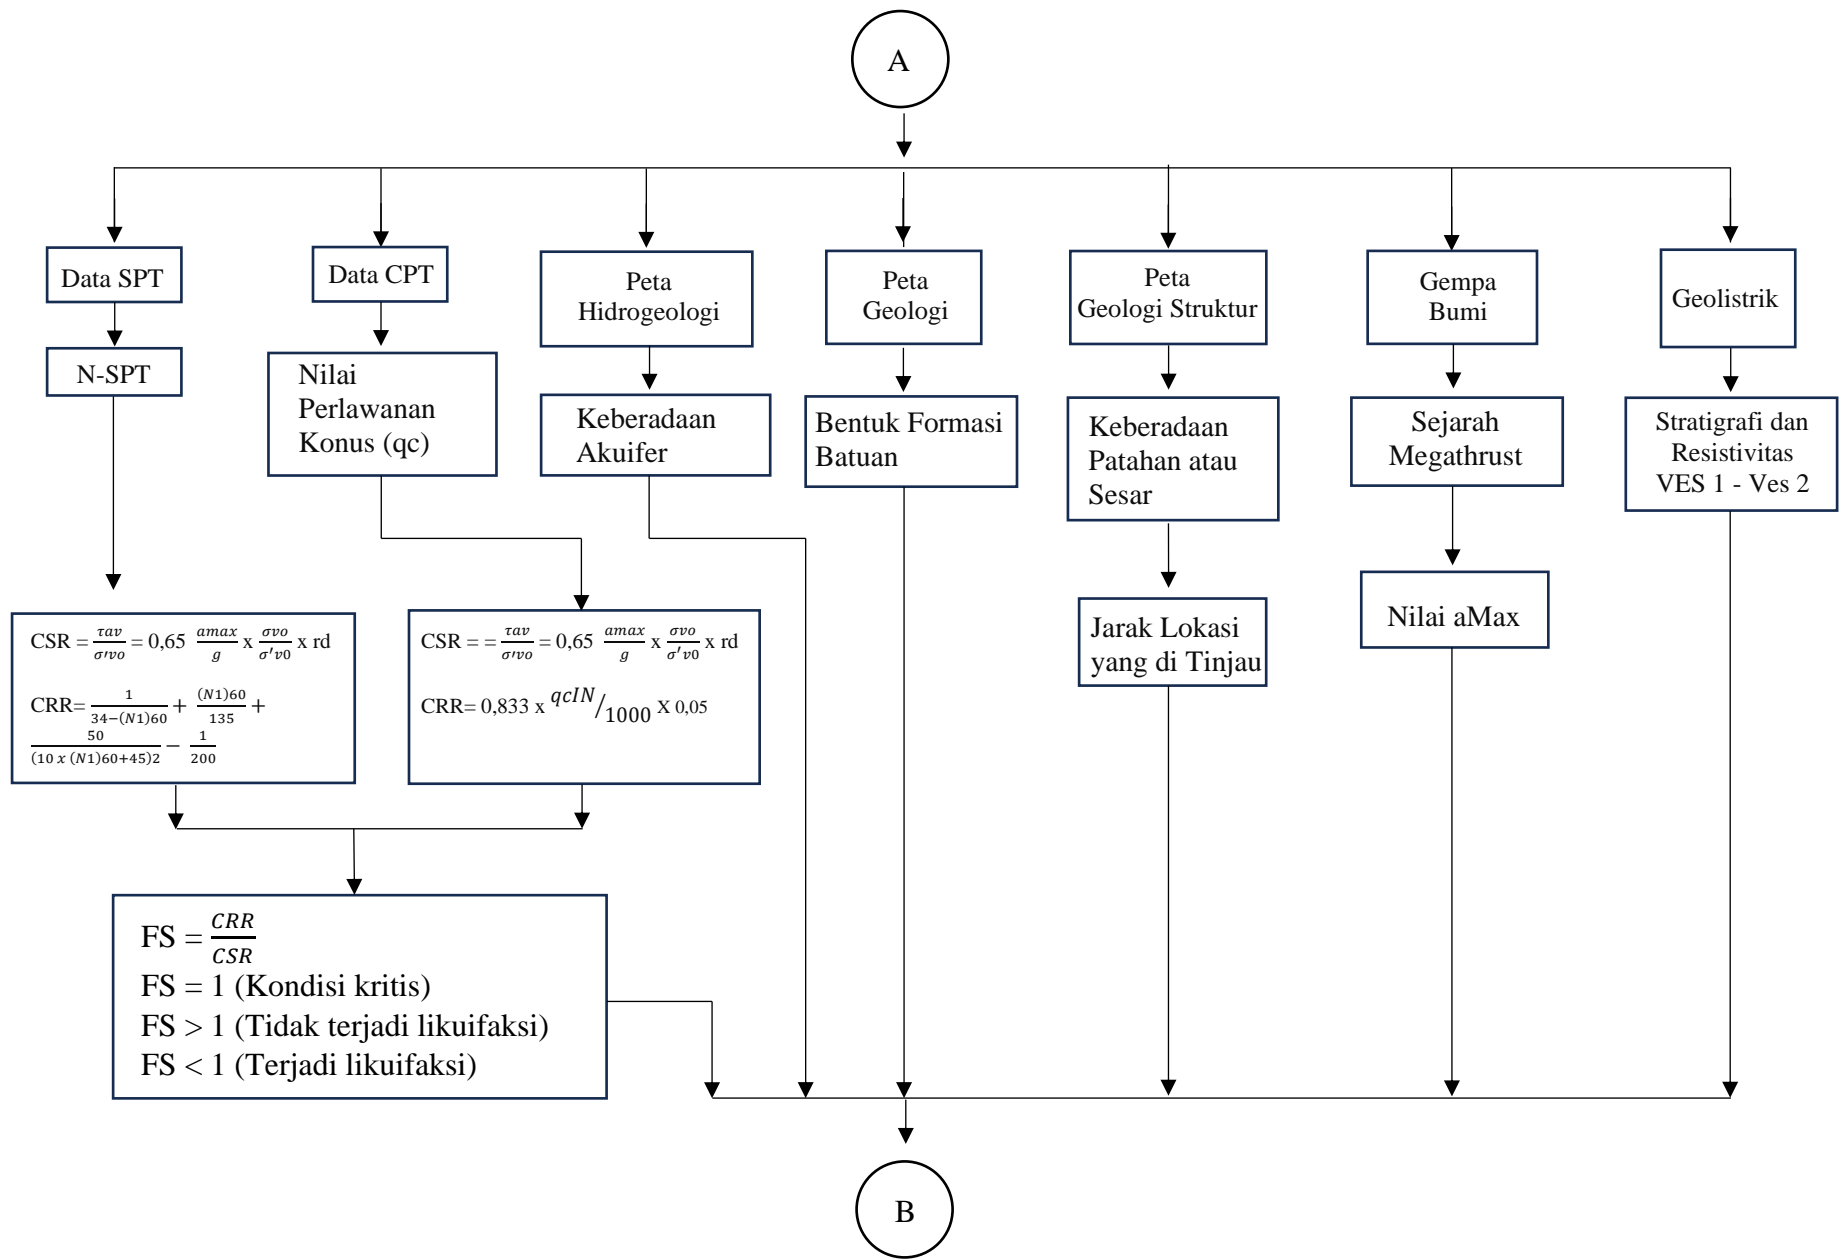 A
Data SPT
Data CPT
Peta
Hidrogeologi
Peta
Geologi
Peta
Geologi Struktur
Gempa
Bumi
Geolistrik
N-SPT
Nilai
Perlawanan
Konus (qc)
Keberadaan
Akuifer
Bentuk Formasi
Batuan
Keberadaan
Patahan atau
Sesar
Sejarah
Megathrust
Stratigrafi dan
Resistivitas
VES 1 - Ves 2
CSR = τav/σ′vo = 0,65 amax/g x σvo/σ′v0 x rd
CRR= 1/34−(N1)60 + (N1)60/135 +
50/(10 x (N1)60+45)2 − 1/200
CSR = = τav/σ′vo = 0,65 amax/g x σvo/σ′v0 x rd
CRR= 0,833 x qcIN/1000 X 0,05
Jarak Lokasi
yang di Tinjau
Nilai aMax
FS = CRR/CSR
FS = 1 (Kondisi kritis)
FS > 1 (Tidak terjadi likuifaksi)
FS < 1 (Terjadi likuifaksi)
B